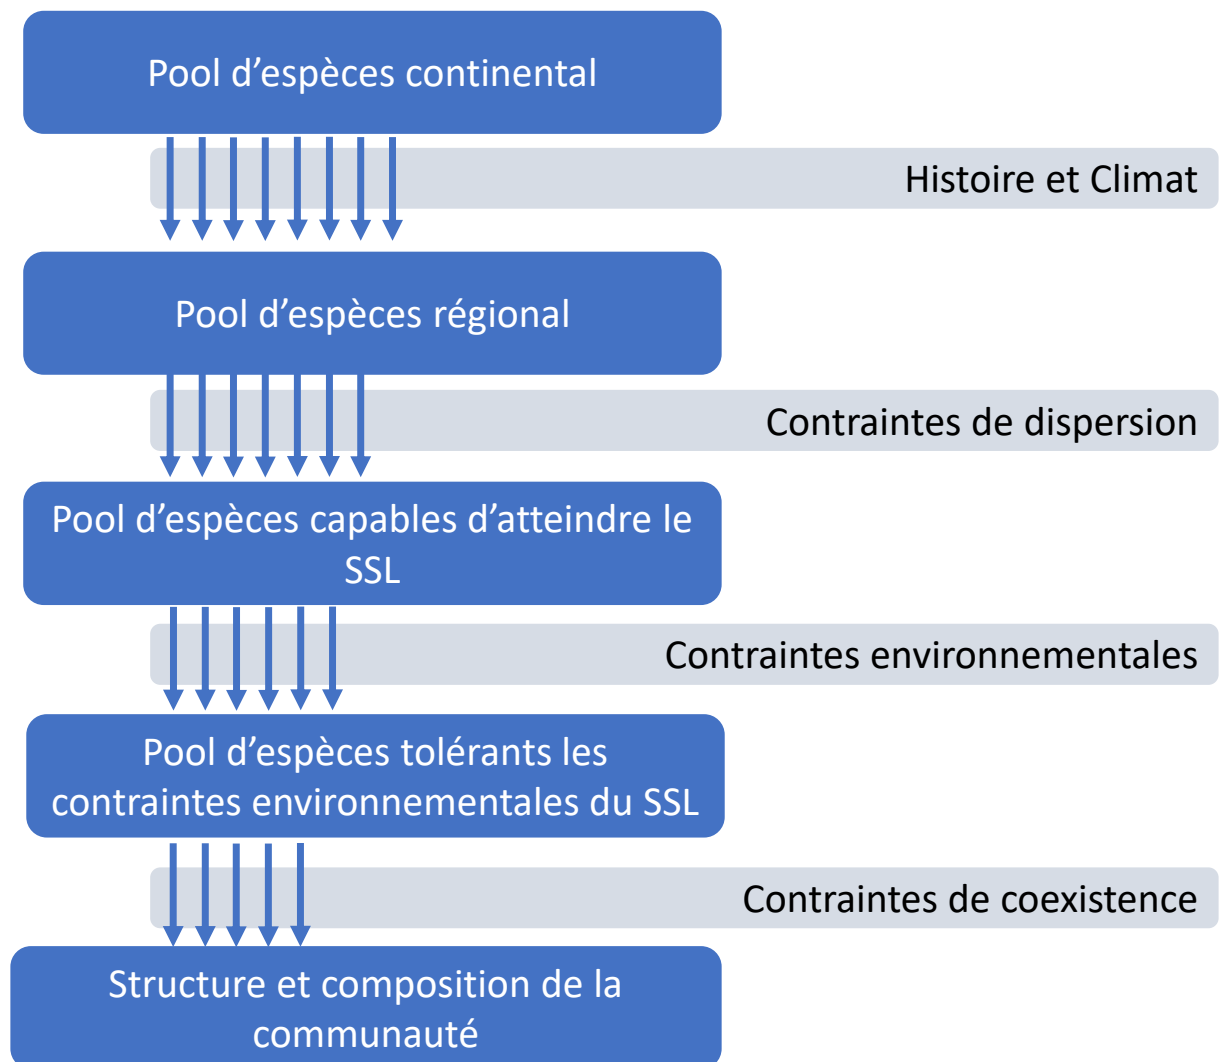 Pool d’espèces continental
Histoire et Climat
Pool d’espèces régional
Contraintes de dispersion
Pool d’espèces capables d’atteindre le
SSL
Contraintes environnementales
Pool d’espèces tolérants les
contraintes environnementales du SSL
Contraintes de coexistence
Structure et composition de la
communauté